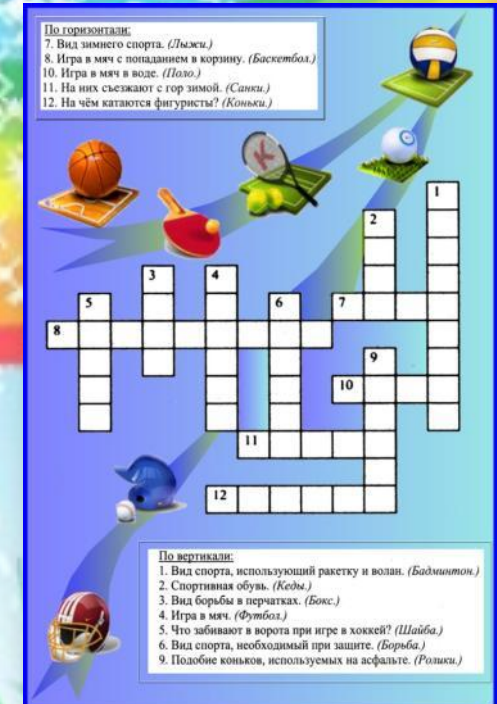 По горизонтали:
7. Вид зимнего спорта. (Лыжи.)
8. Игра в мяч с попаданием в корзину. (Баскетбол.)
10. Игра в мяч в воде. (Поло.)
11. На них съезжают с гор зимой. (Санки.)
12. На чём катаются фигуристы? (Коньки.)
K
1
2
3 4
5 6 7
8
9
10
11
12
По вертикали:
1. Вид спорта, использующий ракетку и волан. (Бадминтон.)
2. Спортивная обувь. (Кеды.)
3. Вид борьбы в перчатках. (Бокс.)
4. Игра в мяч. (Футбол.)
5. Что забивают в ворота при игре в хоккей? (Шайба.)
6. Вид спорта, необходимый при защите. (Борьба.)
9. Подобие коньков, используемых на асфальте. (Ролики.)